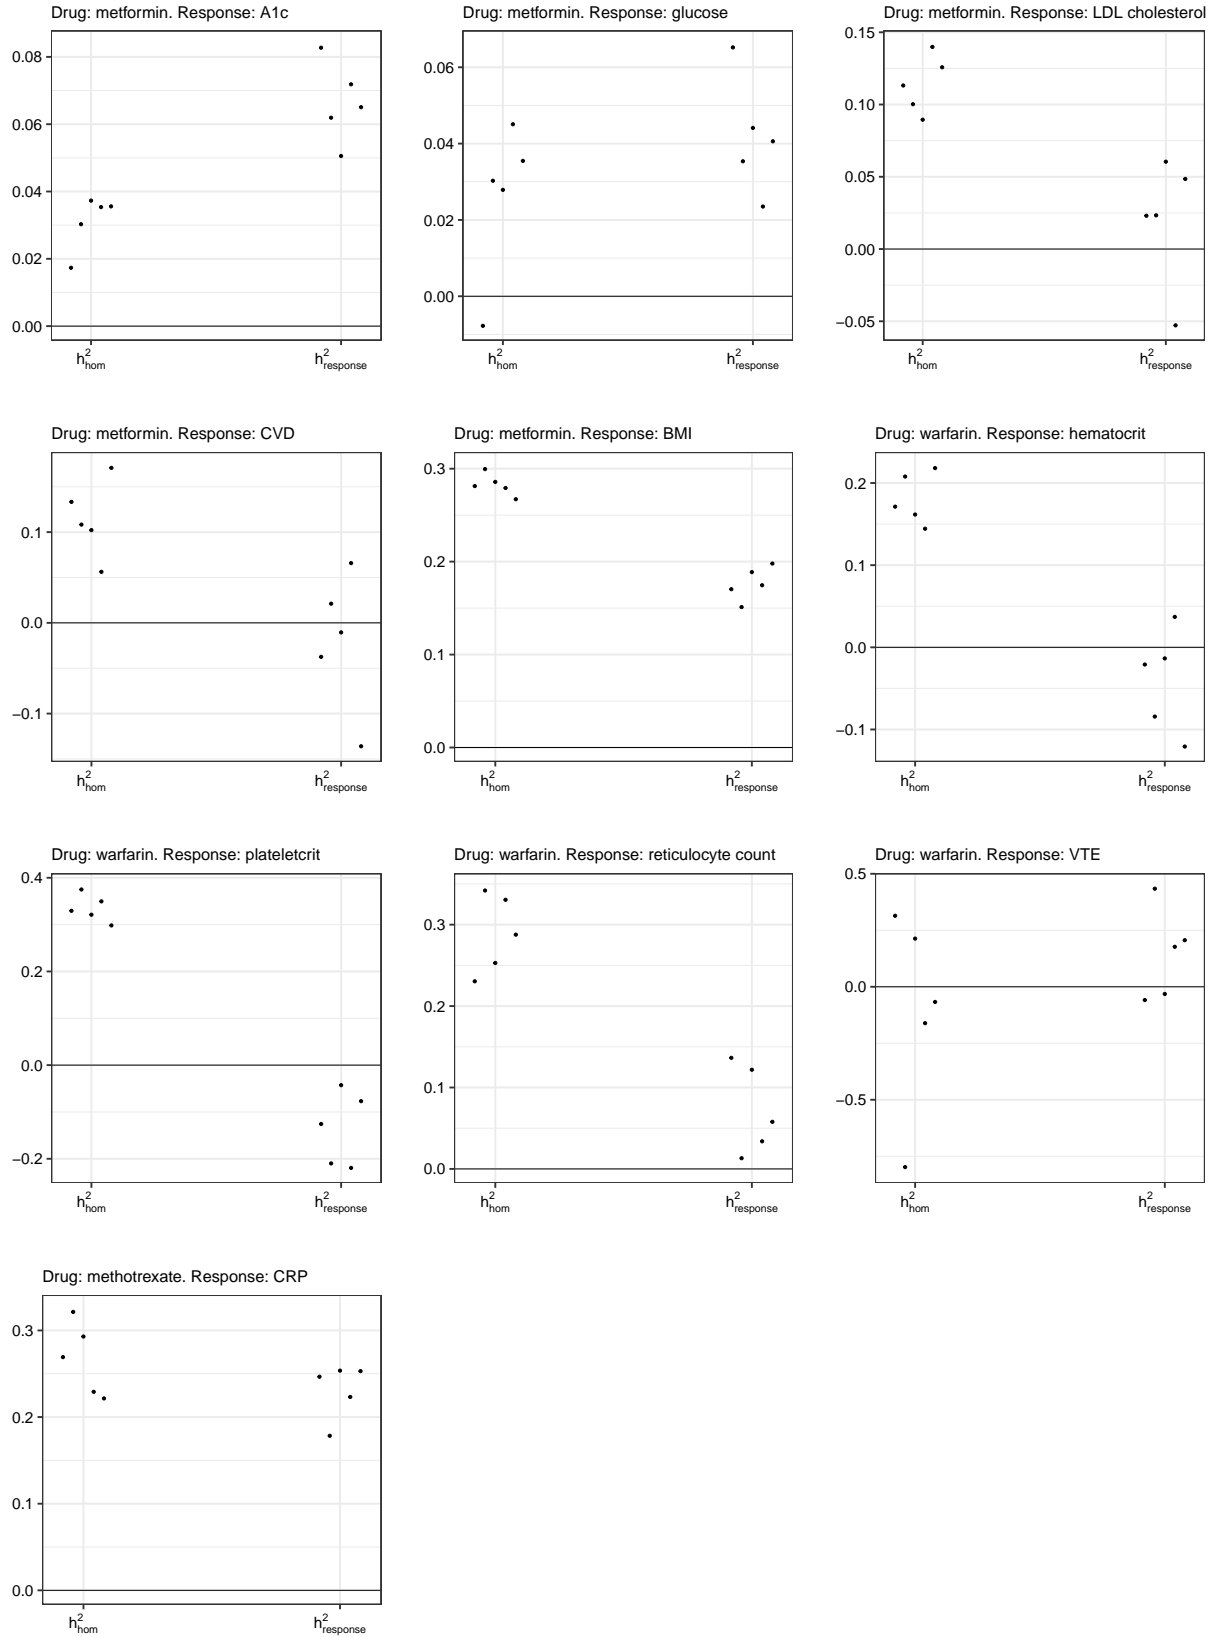 Drug: metformin. Response: A1c
0.08
0.06
0.04
0.02
0.00
h²hom h²response
Drug: metformin. Response: glucose
0.06
0.04
0.02
0.00
h²hom h²response
Drug: metformin. Response: LDL cholesterol
0.15
0.10
0.05
0.00
−0.05
h²hom h²response
Drug: metformin. Response: CVD
0.1
0.0
−0.1
h²hom h²response
Drug: metformin. Response: BMI
0.3
0.2
0.1
0.0
h²hom h²response
Drug: warfarin. Response: hematocrit
0.2
0.1
0.0
−0.1
h²hom h²response
Drug: warfarin. Response: plateletcrit
0.4
0.2
0.0
−0.2
h²hom h²response
Drug: warfarin. Response: reticulocyte count
0.3
0.2
0.1
0.0
h²hom h²response
Drug: warfarin. Response: VTE
0.5
0.0
−0.5
h²hom h²response
Drug: methotrexate. Response: CRP
0.3
0.2
0.1
0.0
h²hom h²response